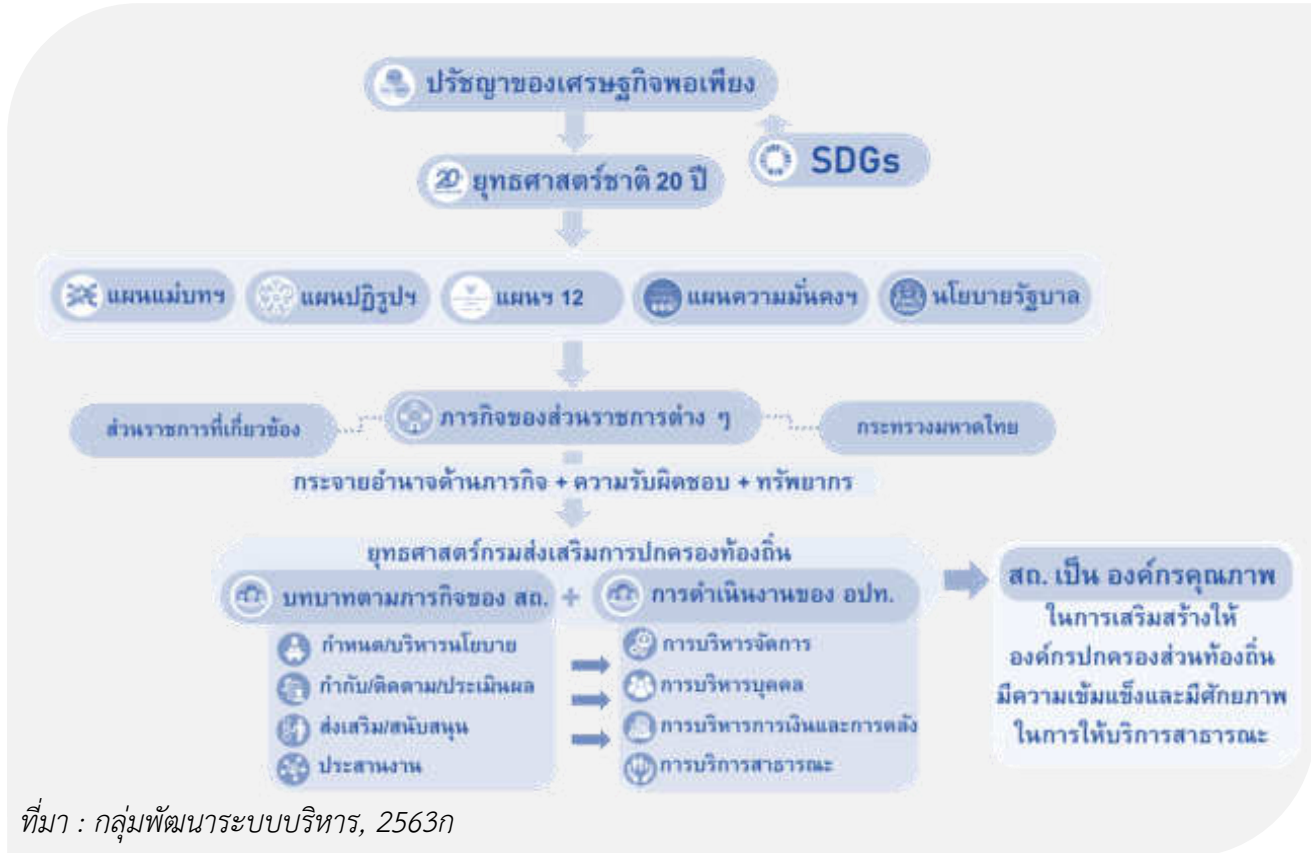 ปรัชญาของเศรษฐกิจพอเพียง
SDGs
20 ยุทธศาสตร์ชาติ 20 ปี
แผนแม่บทฯ
แผนปฏิรูปฯ
แผนฯ 12
แผนความมั่นคงฯ
นโยบายรัฐบาล
ส่วนราชการที่เกี่ยวข้อง
ภารกิจของส่วนราชการต่าง ๆ
กระทรวงมหาดไทย
กระจายอำนาจด้านภารกิจ + ความรับผิดชอบ + ทรัพยากร
ยุทธศาสตร์กรมส่งเสริมการปกครองท้องถิ่น
บทบาทตามภารกิจของ สถ. + การดำเนินงานของ อปท.
กำหนด/บริหารนโยบาย
กำกับ/ติดตาม/ประเมินผล
ส่งเสริม/สนับสนุน
ประสานงาน
การบริหารจัดการ
การบริหารบุคคล
การบริหารการเงินและการคลัง
การบริการสาธารณะ
สถ. เป็น องค์กรคุณภาพ
ในการเสริมสร้างให้
องค์กรปกครองส่วนท้องถิ่น
มีความเข้มแข็งและมีศักยภาพ
ในการให้บริการสาธารณะ
ที่มา : กลุ่มพัฒนาระบบบริหาร, 2563ก